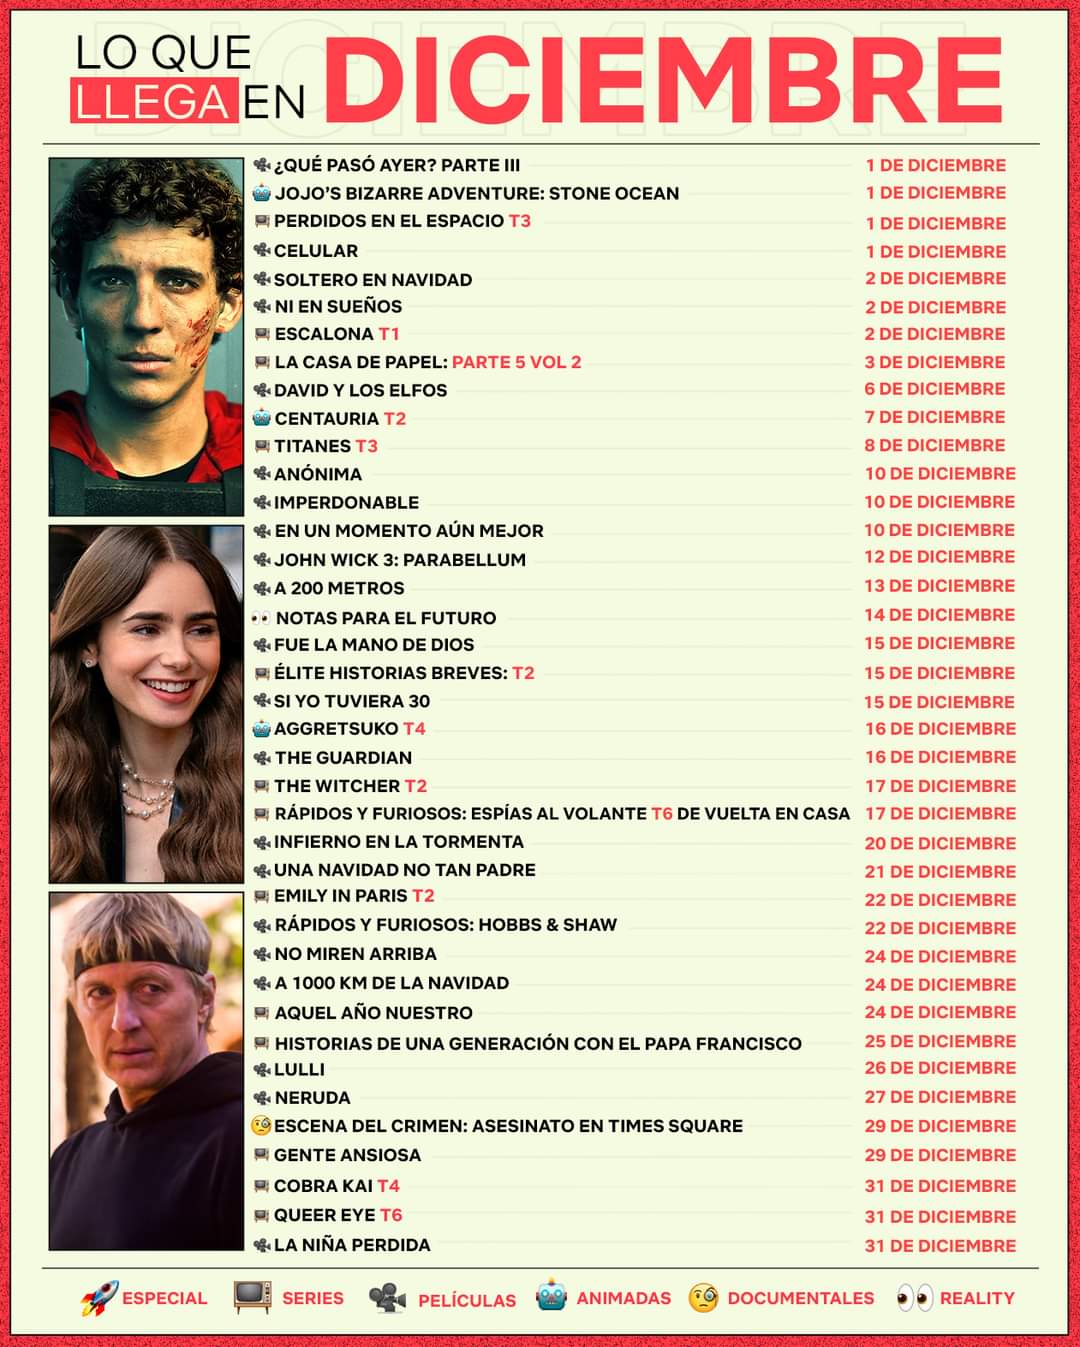 LO QUE
LLEGA EN DICIEMBRE
¿QUÉ PASÓ AYER? PARTE III 1 DE DICIEMBRE
JOJO'S BIZARRE ADVENTURE: STONE OCEAN 1 DE DICIEMBRE
PERDIDOS EN EL ESPACIO T3 1 DE DICIEMBRE
CELULAR 1 DE DICIEMBRE
SOLTERO EN NAVIDAD 2 DE DICIEMBRE
NI EN SUEÑOS 2 DE DICIEMBRE
ESCALONA T1 2 DE DICIEMBRE
LA CASA DE PAPEL: PARTE 5 VOL 2 3 DE DICIEMBRE
DAVID Y LOS ELFOS 6 DE DICIEMBRE
CENTAURIA T2 7 DE DICIEMBRE
TITANES T3 8 DE DICIEMBRE
ANÓNIMA 10 DE DICIEMBRE
IMPERDONABLE 10 DE DICIEMBRE
EN UN MOMENTO AÚN MEJOR 10 DE DICIEMBRE
JOHN WICK 3: PARABELLUM 12 DE DICIEMBRE
A 200 METROS 13 DE DICIEMBRE
NOTAS PARA EL FUTURO 14 DE DICIEMBRE
FUE LA MANO DE DIOS 15 DE DICIEMBRE
ÉLITE HISTORIAS BREVES: T2 15 DE DICIEMBRE
SI YO TUVIERA 30 15 DE DICIEMBRE
AGGRETSUKO T4 16 DE DICIEMBRE
THE GUARDIAN 16 DE DICIEMBRE
THE WITCHER T2 17 DE DICIEMBRE
RÁPIDOS Y FURIOSOS: ESPÍAS AL VOLANTE T6 DE VUELTA EN CASA 17 DE DICIEMBRE
INFIERNO EN LA TORMENTA 20 DE DICIEMBRE
UNA NAVIDAD NO TAN PADRE 21 DE DICIEMBRE
EMILY IN PARIS T2 22 DE DICIEMBRE
RÁPIDOS Y FURIOSOS: HOBBS & SHAW 22 DE DICIEMBRE
NO MIREN ARRIBA 24 DE DICIEMBRE
A 1000 KM DE LA NAVIDAD 24 DE DICIEMBRE
AQUEL AÑO NUESTRO 24 DE DICIEMBRE
HISTORIAS DE UNA GENERACIÓN CON EL PAPA FRANCISCO 25 DE DICIEMBRE
LULLI 26 DE DICIEMBRE
NERUDA 27 DE DICIEMBRE
ESCENA DEL CRIMEN: ASESINATO EN TIMES SQUARE 29 DE DICIEMBRE
GENTE ANSIOSA 29 DE DICIEMBRE
COBRA KAI T4 31 DE DICIEMBRE
QUEER EYE T6 31 DE DICIEMBRE
LA NIÑA PERDIDA 31 DE DICIEMBRE
ESPECIAL SERIES PELÍCULAS ANIMADAS DOCUMENTALES REALITY